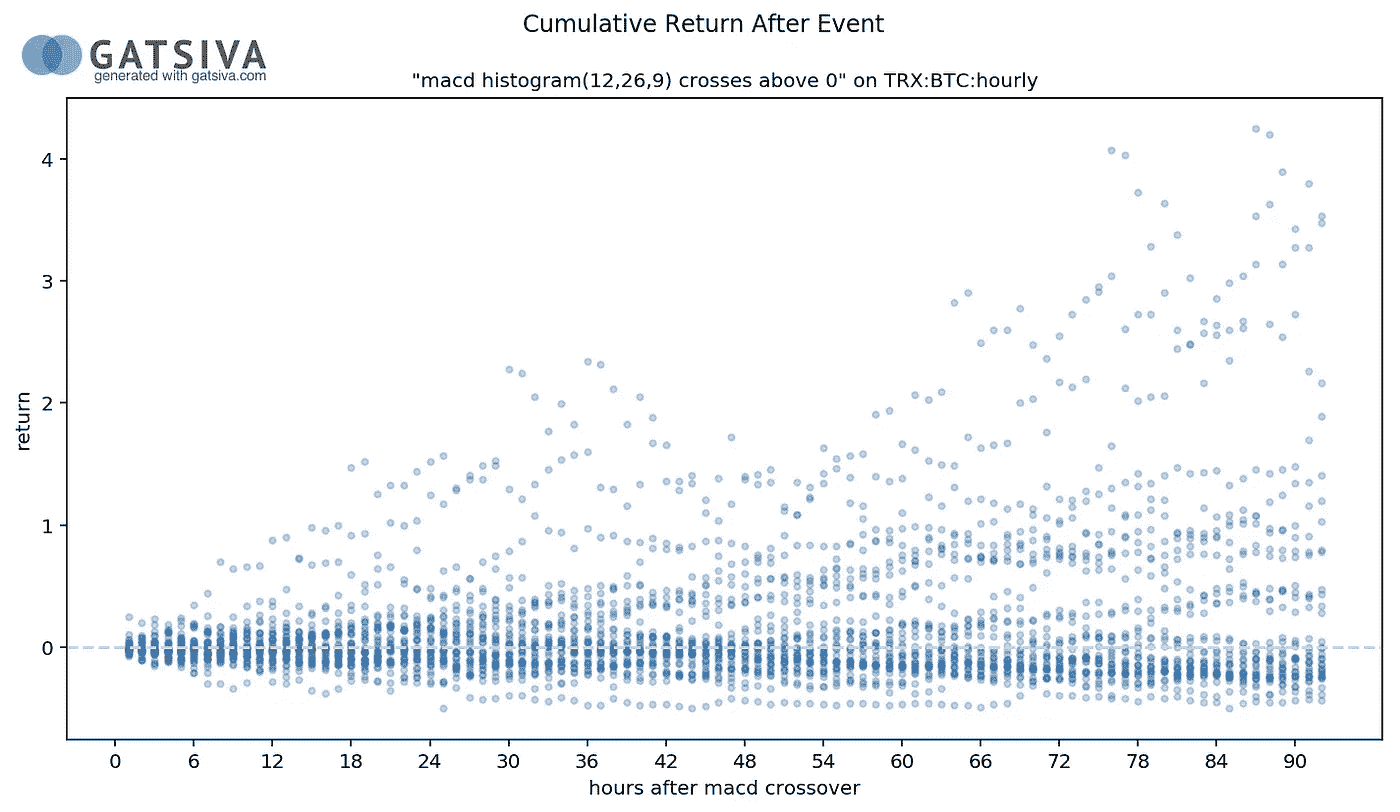 Cumulative Return After Event
GATSIVA
generated with gatsiva.com
"macd histogram(12,26,9) crosses above 0" on TRX:BTC:hourly
4
3
2
1
0
return
0 6 12 18 24 30 36 42 48 54 60 66 72 78 84 90
hours after macd crossover